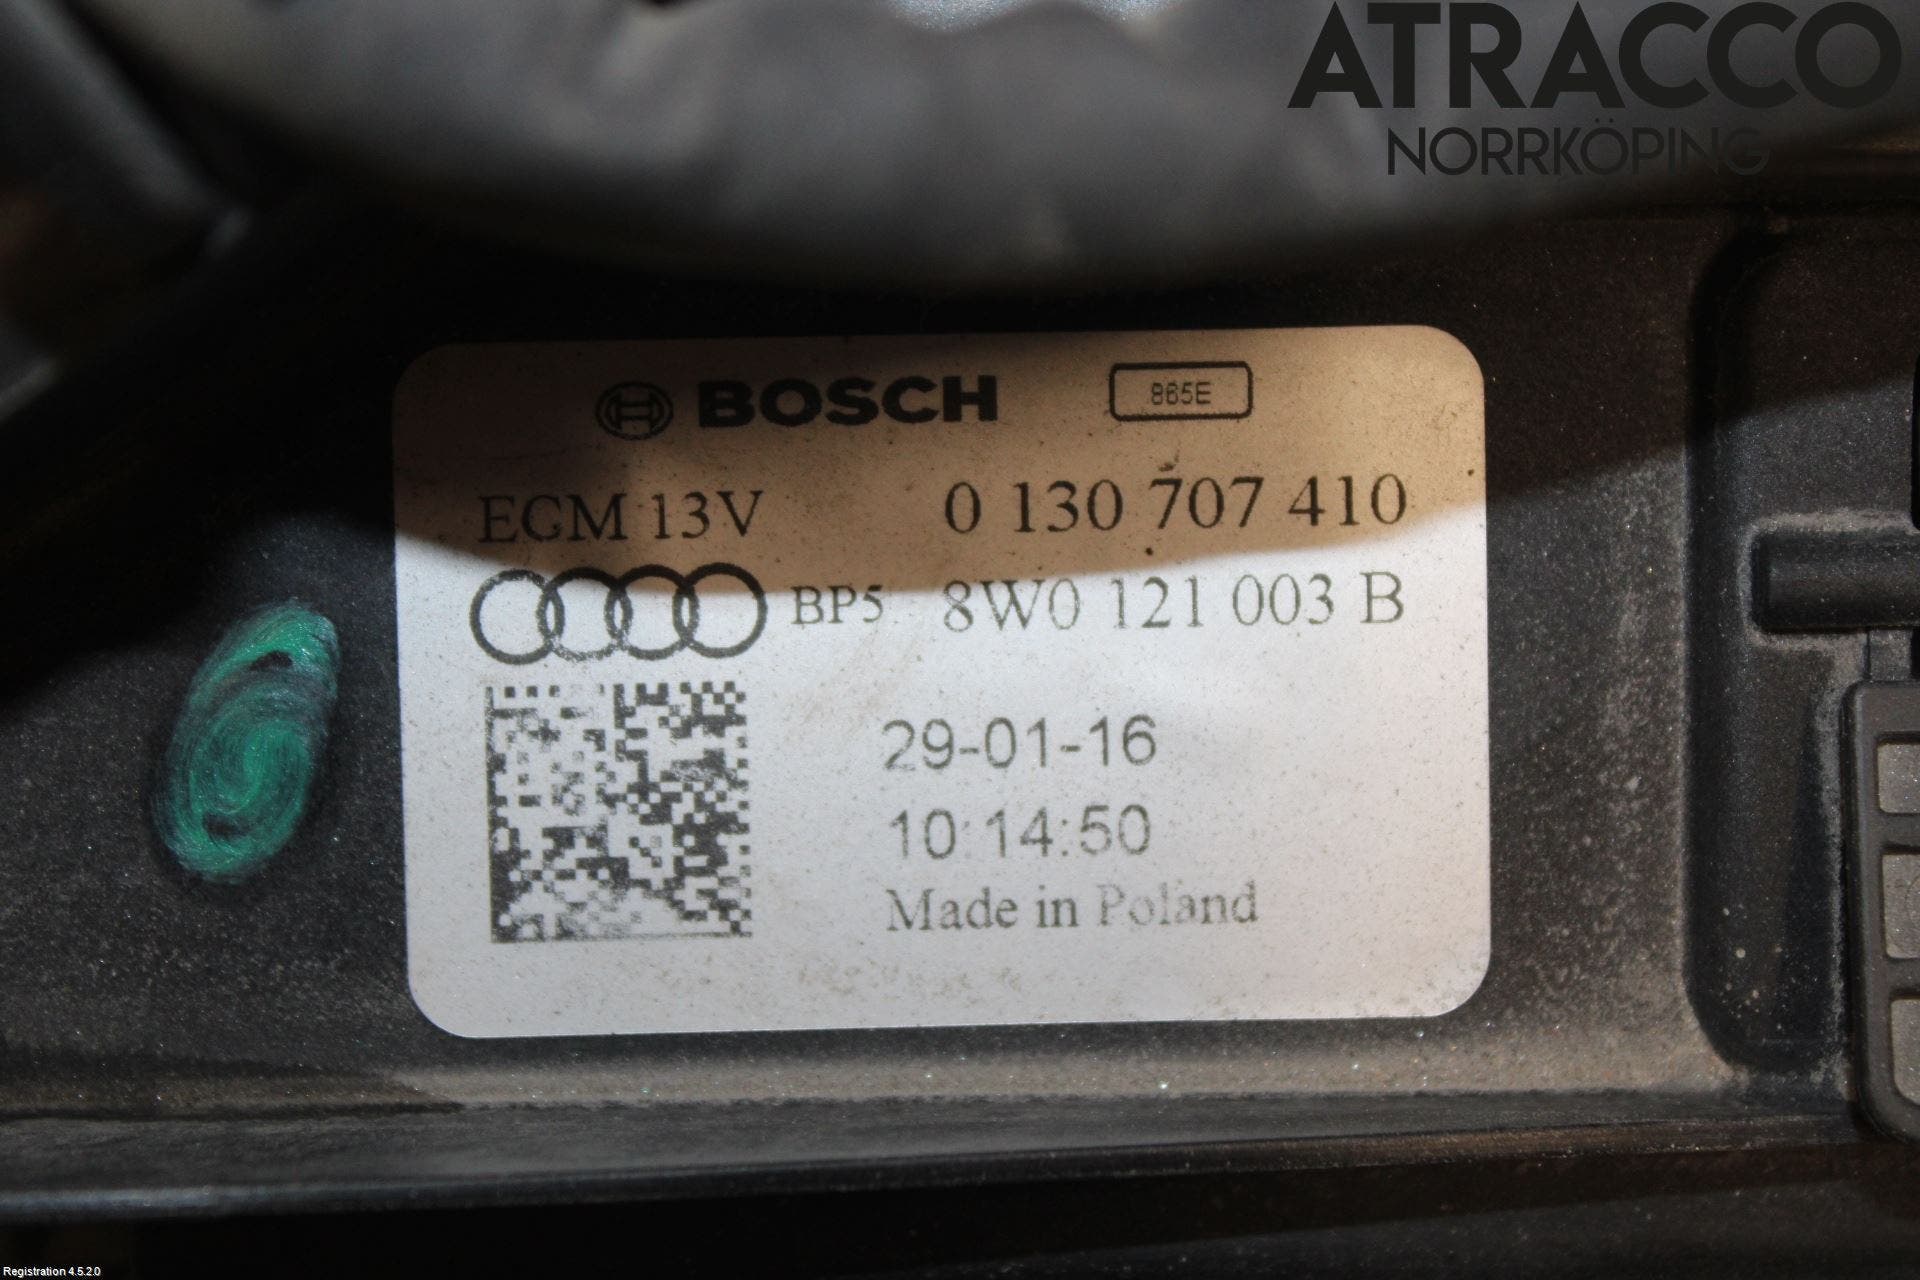 ATRACCO
NORRKÖPING
BOSCH 865E
EGM 13V 0 130 707 410
BP5 8W0 121 003 B
29-01-16
10:14:50
Made in Poland
Registration 4.5.2.0